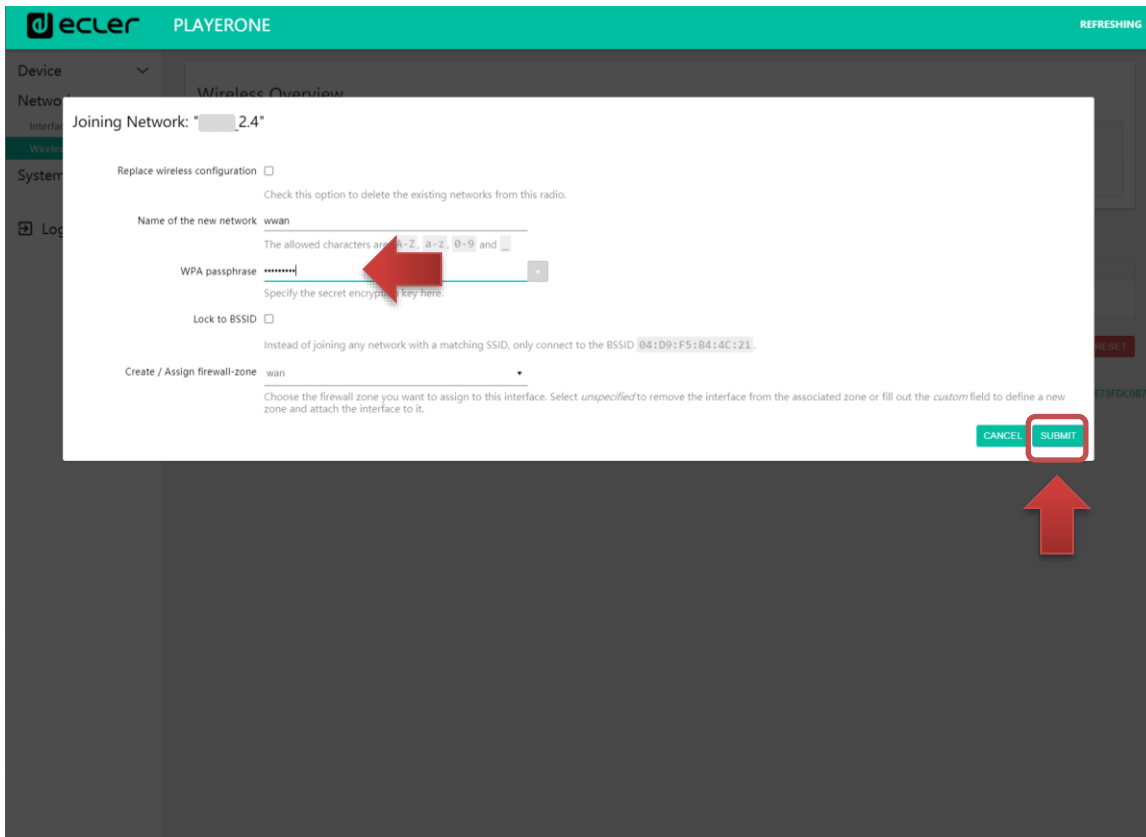 ecler PLAYERONE REFRESHING
Device
Wireless Overview
Joining Network: " _2.4"
Replace wireless configuration
Check this option to delete the existing networks from this radio.
Name of the new network wwan
The allowed characters are: A-Z, a-z, 0-9 and _
WPA passphrase •••••••••
Specify the secret encryption key here.
Lock to BSSID
Instead of joining any network with a matching SSID, only connect to the BSSID 04:D9:F5:B4:4C:21.
RESET
Create / Assign firewall-zone wan
Choose the firewall zone you want to assign to this interface. Select unspecified to remove the interface from the associated zone or fill out the custom field to define a new
zone and attach the interface to it.
CANCEL SUBMIT
System